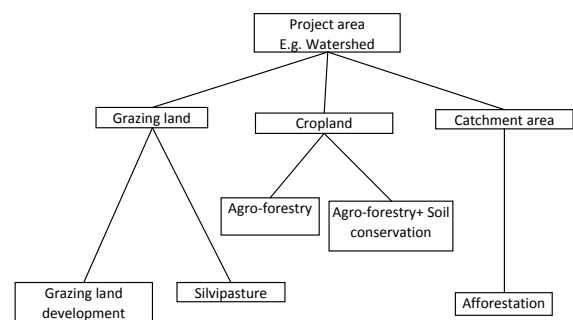 Project area
E.g. Watershed
Grazing land
Cropland
Catchment area
Agro-forestry
Agro-forestry+ Soil
conservation
Grazing land
development
Silvipasture
Afforestation